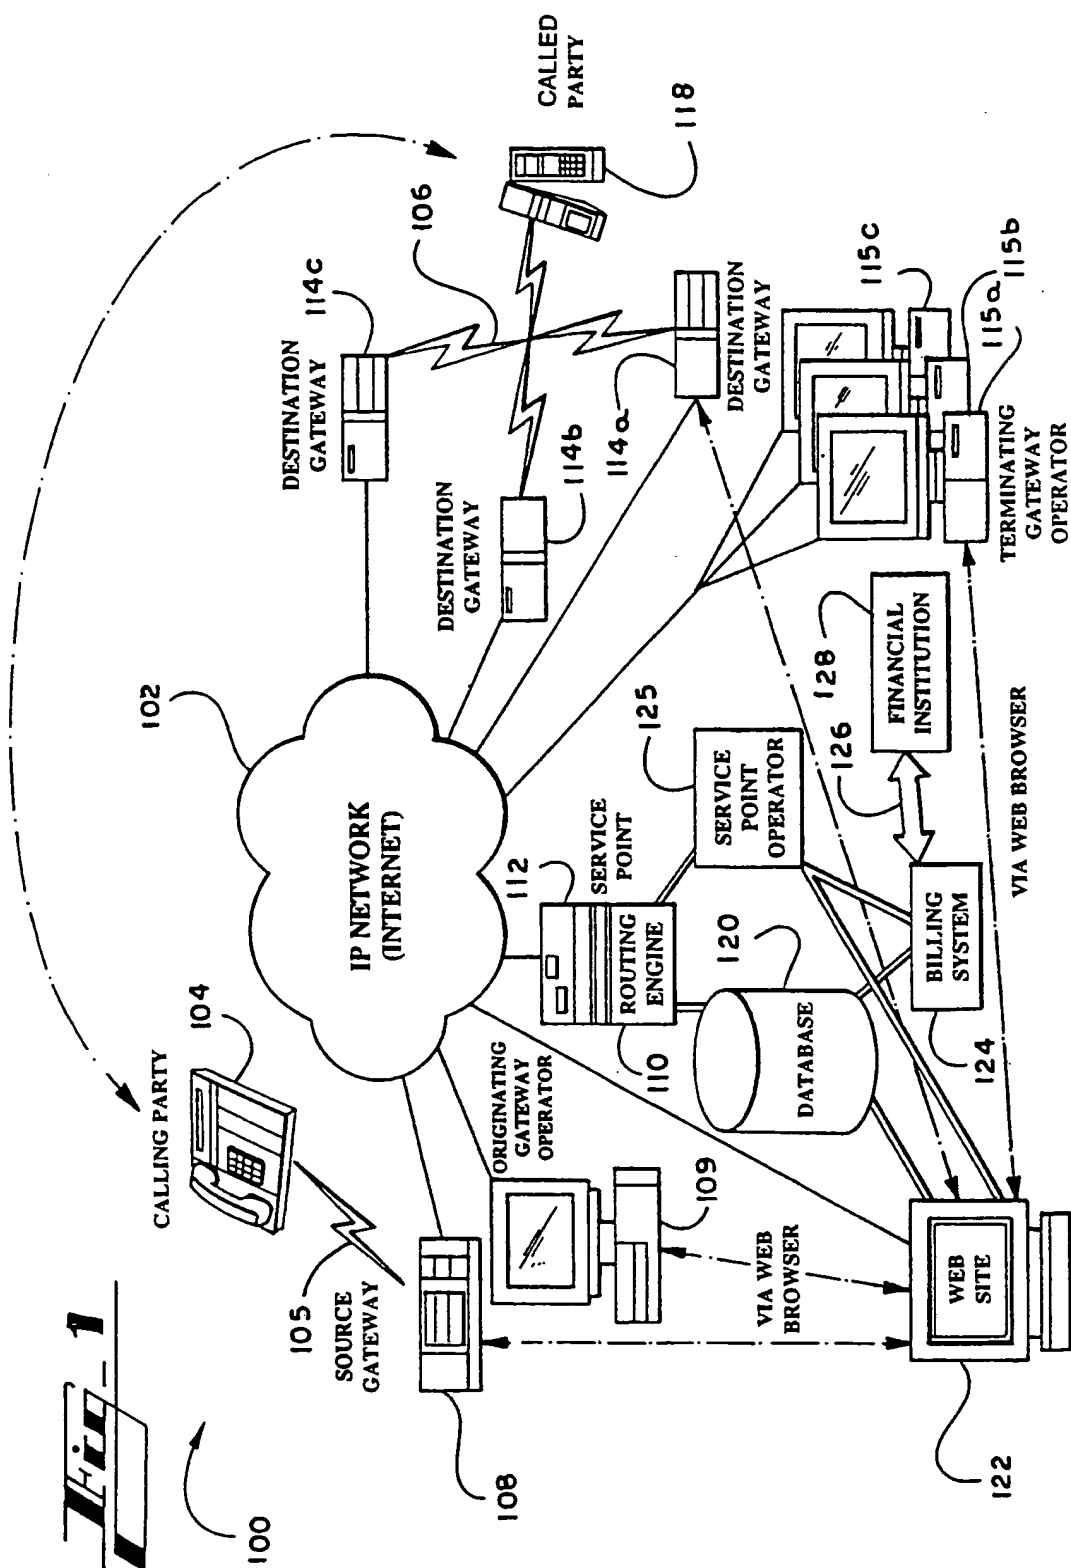 Fig_1
100
CALLING PARTY
104
105
SOURCE
GATEWAY
108
ORIGINATING
GATEWAY
OPERATOR
109
VIA WEB
BROWSER
WEB
SITE
122
102
IP NETWORK
(INTERNET)
112
SERVICE
POINT
ROUTING
ENGINE
110
120
DATABASE
125
SERVICE
POINT
OPERATOR
BILLING
SYSTEM
124
126
128
FINANCIAL
INSTITUTION
VIA WEB BROWSER
DESTINATION
GATEWAY
114c
DESTINATION
GATEWAY
114b
106
114a
DESTINATION
GATEWAY
CALLED
PARTY
118
115c
115b
115a
TERMINATING
GATEWAY
OPERATOR